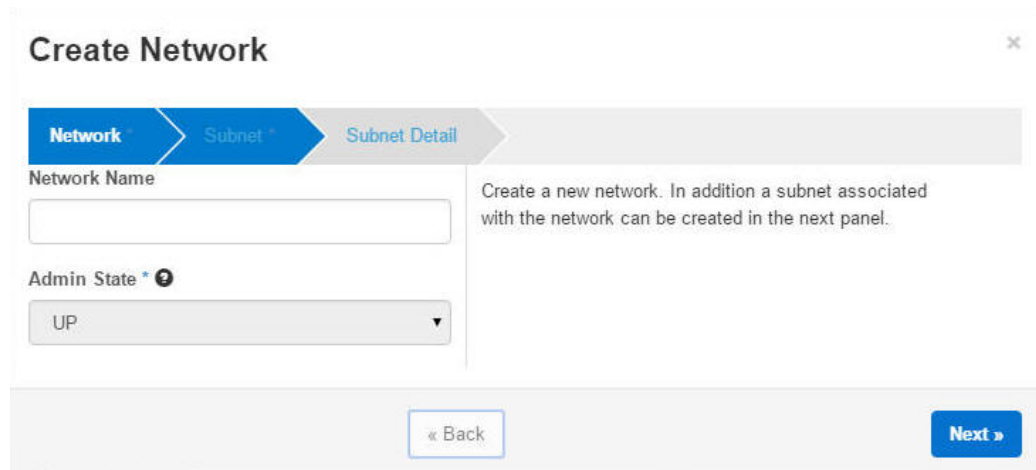 Create Network
×
Network * Subnet * Subnet Detail
Network Name
Create a new network. In addition a subnet associated
with the network can be created in the next panel.
Admin State * ?
UP
« Back
Next »